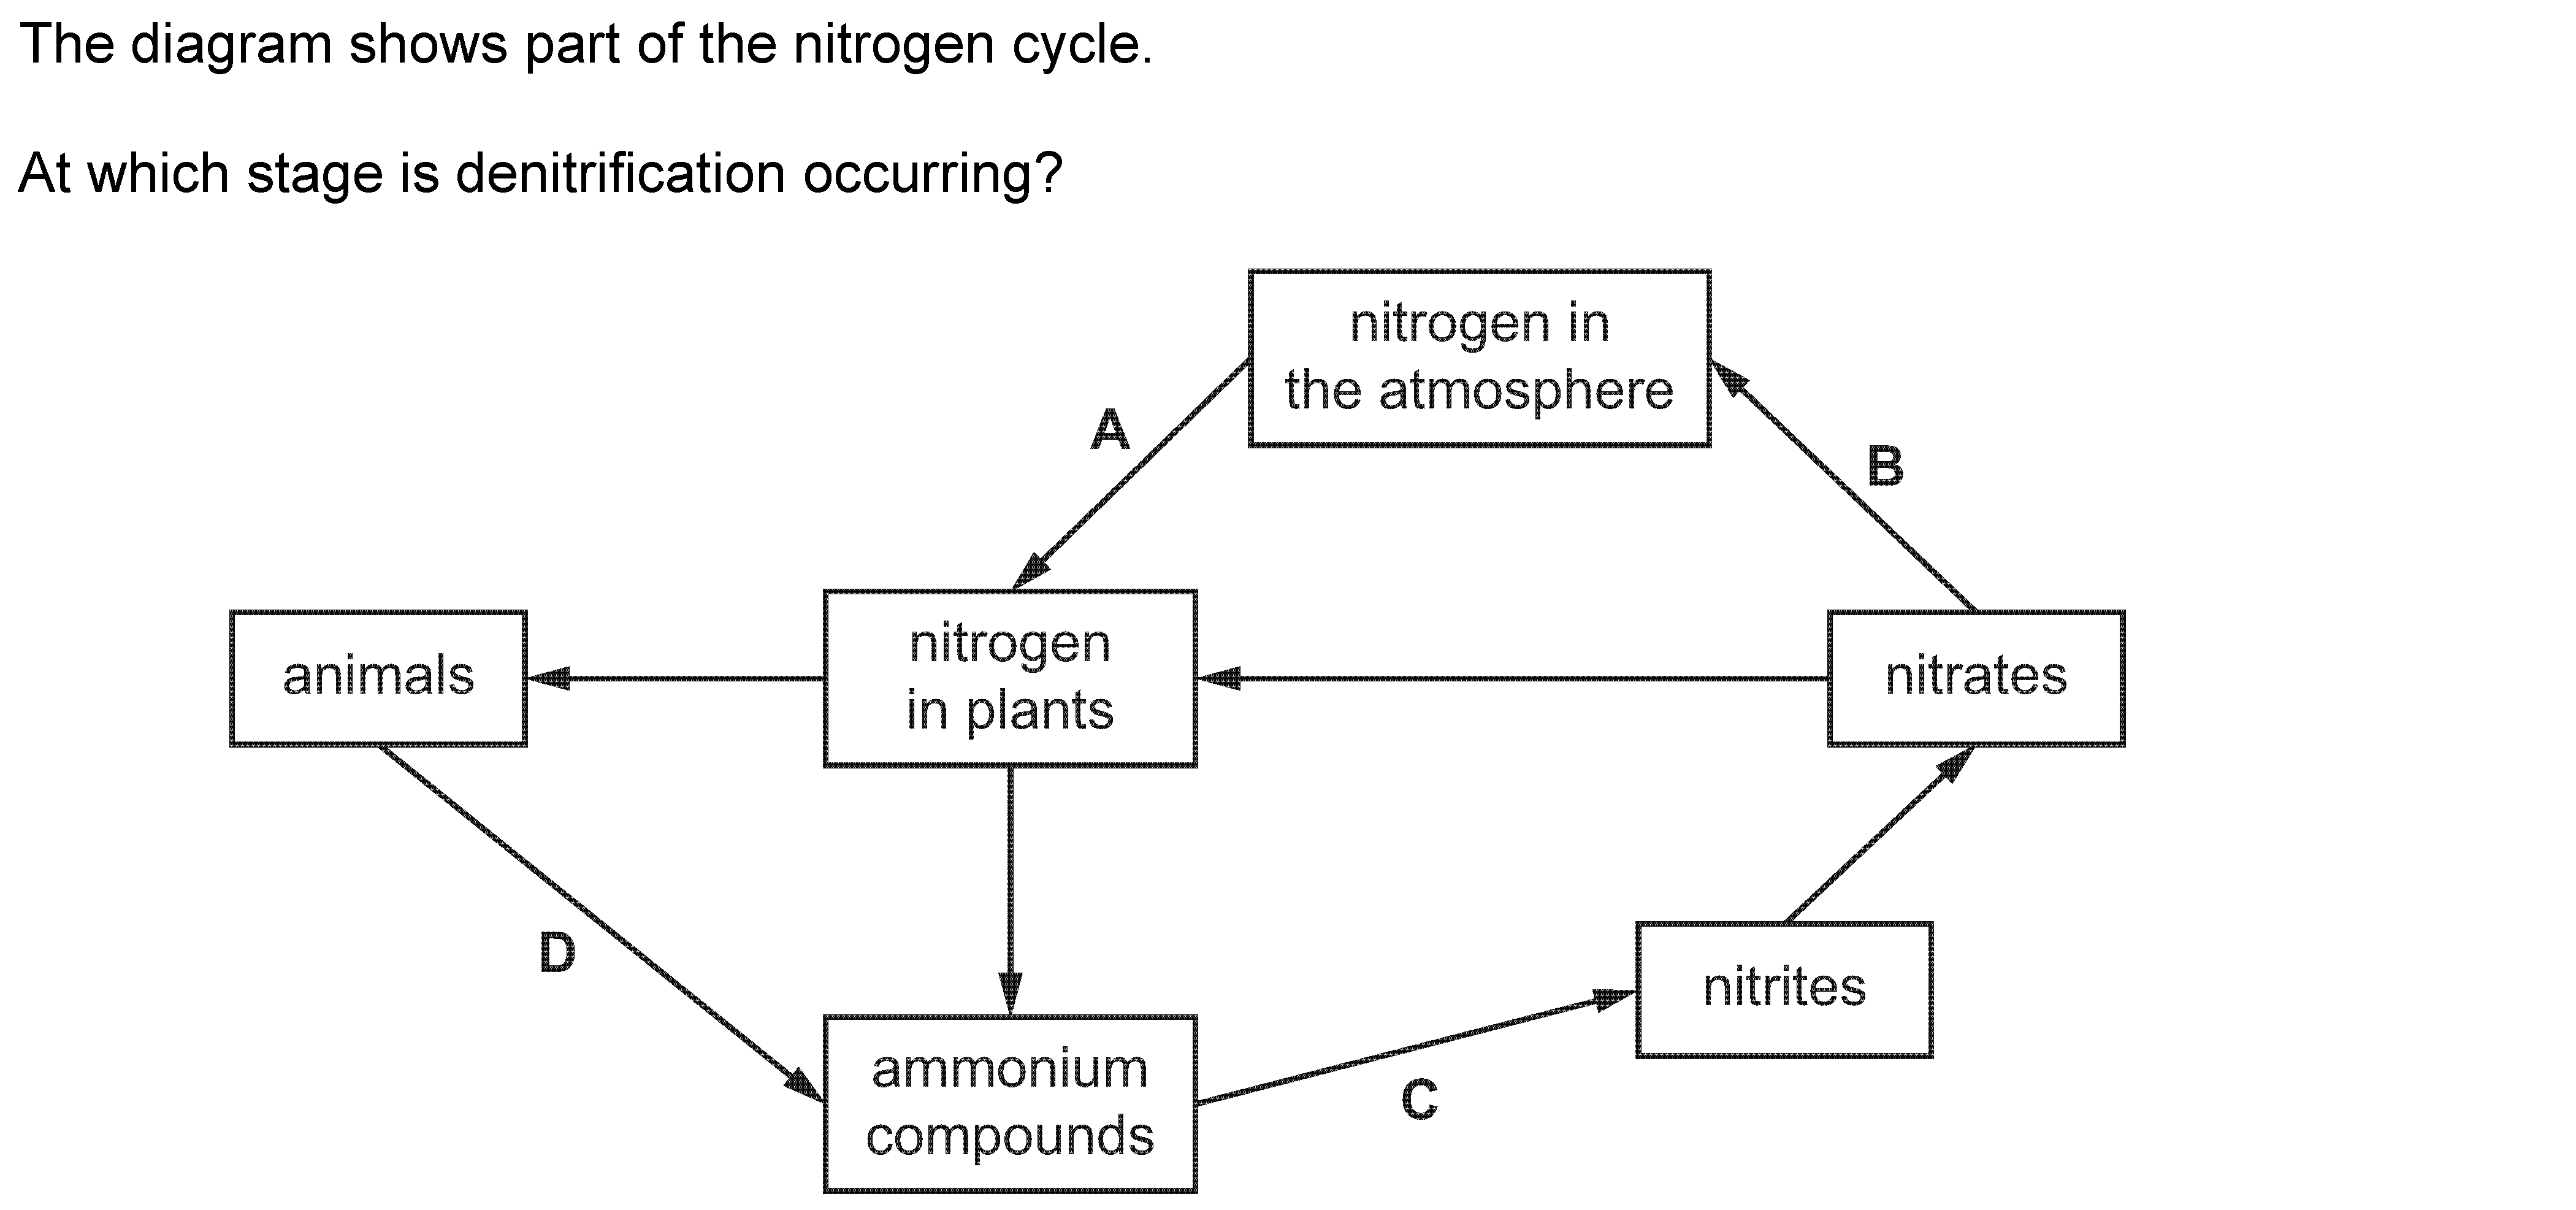 The diagram shows part of the nitrogen cycle.
At which stage is denitrification occurring?
nitrogen in
the atmosphere
A
B
animals
nitrogen
in plants
nitrates
D
ammonium
compounds
C
nitrites